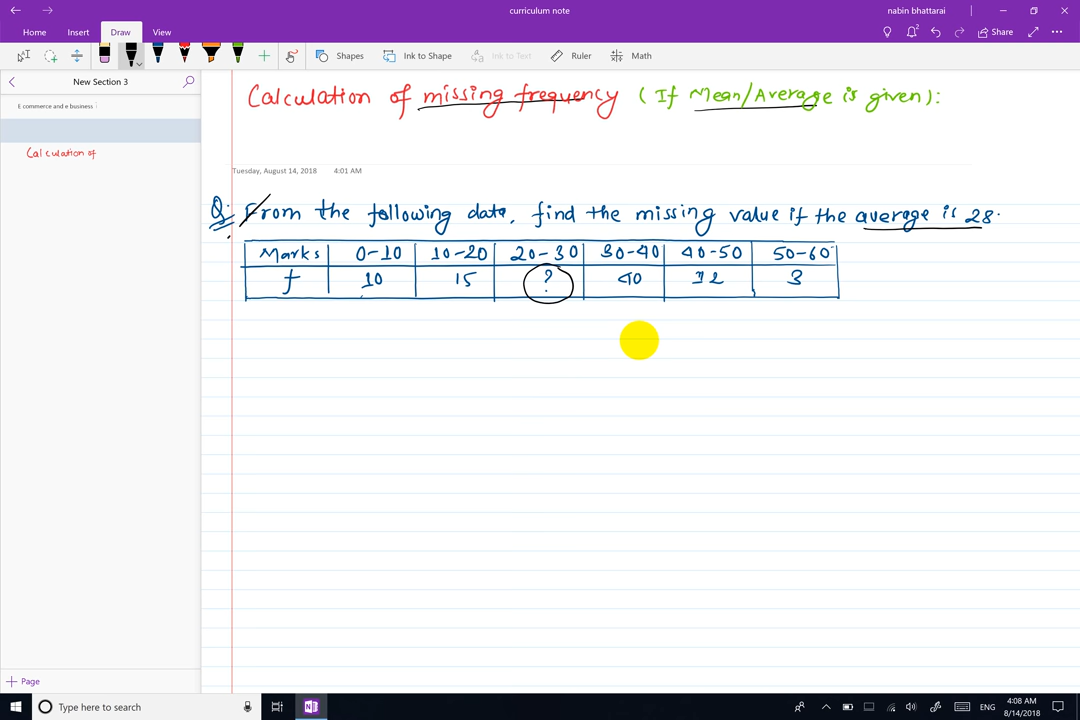 curriculum note
nabin bhattarai
Home Insert Draw View
Share
Shapes Ink to Shape Ink to Text Ruler Math
New Section 3
E commerce and e business
Calculation of
Calculation of missing frequency (If Mean/Average is given):
Tuesday, August 14, 2018 4:01 AM
Q: From the following data, find the missing value if the average is 28.
Marks 0-10 10-20 20-30 30-40 40-50 50-60
f 10 15 ? 40 12 3
+ Page
Type here to search
ENG
4:08 AM
8/14/2018